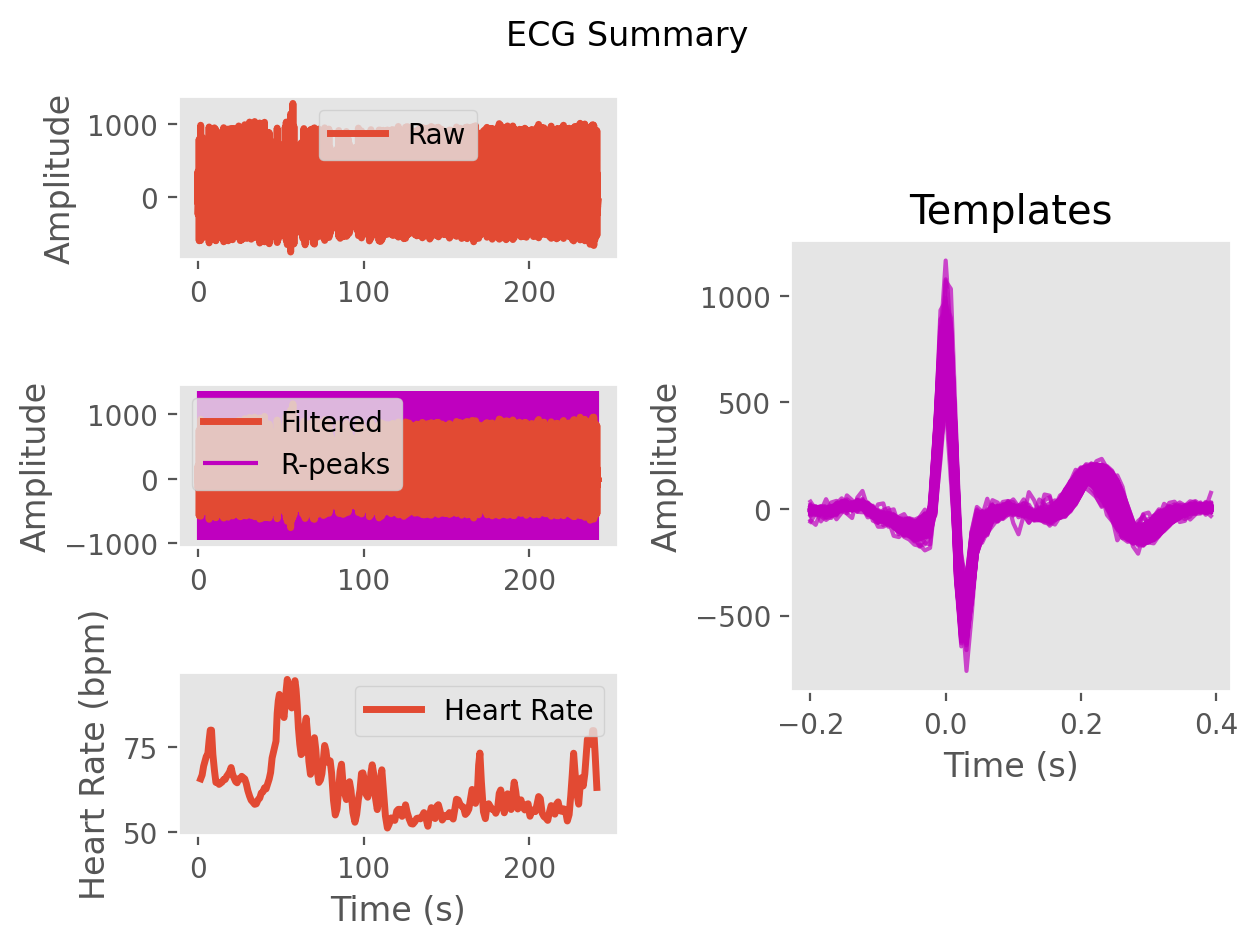 ECG Summary
Amplitude
1000
0
Raw
0 100 200
Amplitude
1000
0
−1000
Filtered
R-peaks
0 100 200
Heart Rate (bpm)
75
50
Heart Rate
0 100 200
Time (s)
Templates
Amplitude
1000
500
0
−500
−0.2 0.0 0.2 0.4
Time (s)